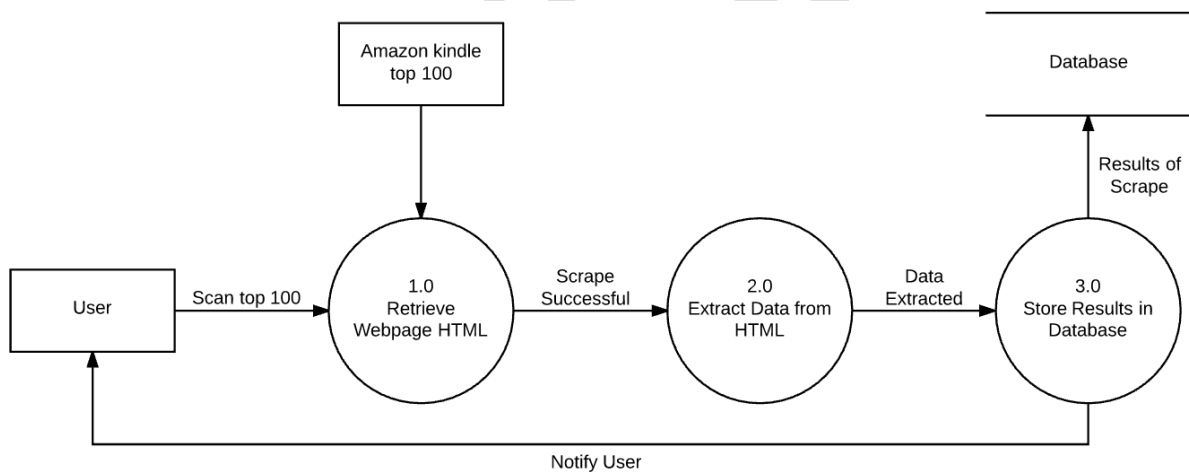 Amazon kindle
top 100
Database
Results of
Scrape
User
Scan top 100
1.0
Retrieve
Webpage HTML
Scrape
Successful
2.0
Extract Data from
HTML
Data
Extracted
3.0
Store Results in
Database
Notify User